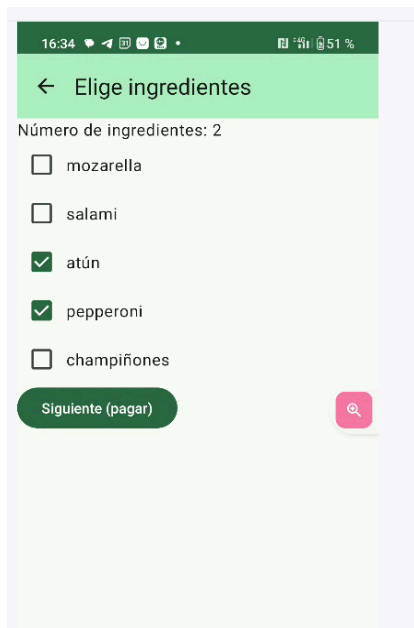 16:34 51 %
Elige ingredientes
Número de ingredientes: 2
mozarella
salami
atún
pepperoni
champiñones
Siguiente (pagar)